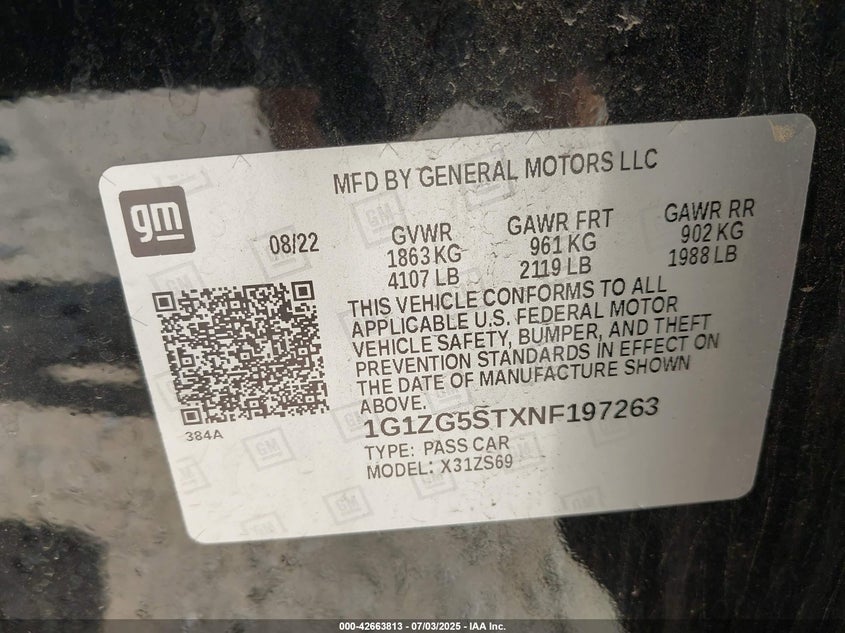 MFD BY GENERAL MOTORS LLC
gm
08/22
GVWR
1863 KG
4107 LB
GAWR FRT
961 KG
2119 LB
GAWR RR
902 KG
1988 LB
THIS VEHICLE CONFORMS TO ALL
APPLICABLE U.S. FEDERAL MOTOR
VEHICLE SAFETY, BUMPER, AND THEFT
PREVENTION STANDARDS IN EFFECT ON
THE DATE OF MANUFACTURE SHOWN
ABOVE.
384A
1G1ZG5STXNF197263
TYPE: PASS CAR
MODEL: X31ZS69
000-42663813 - 07/03/2025 - IAA Inc.